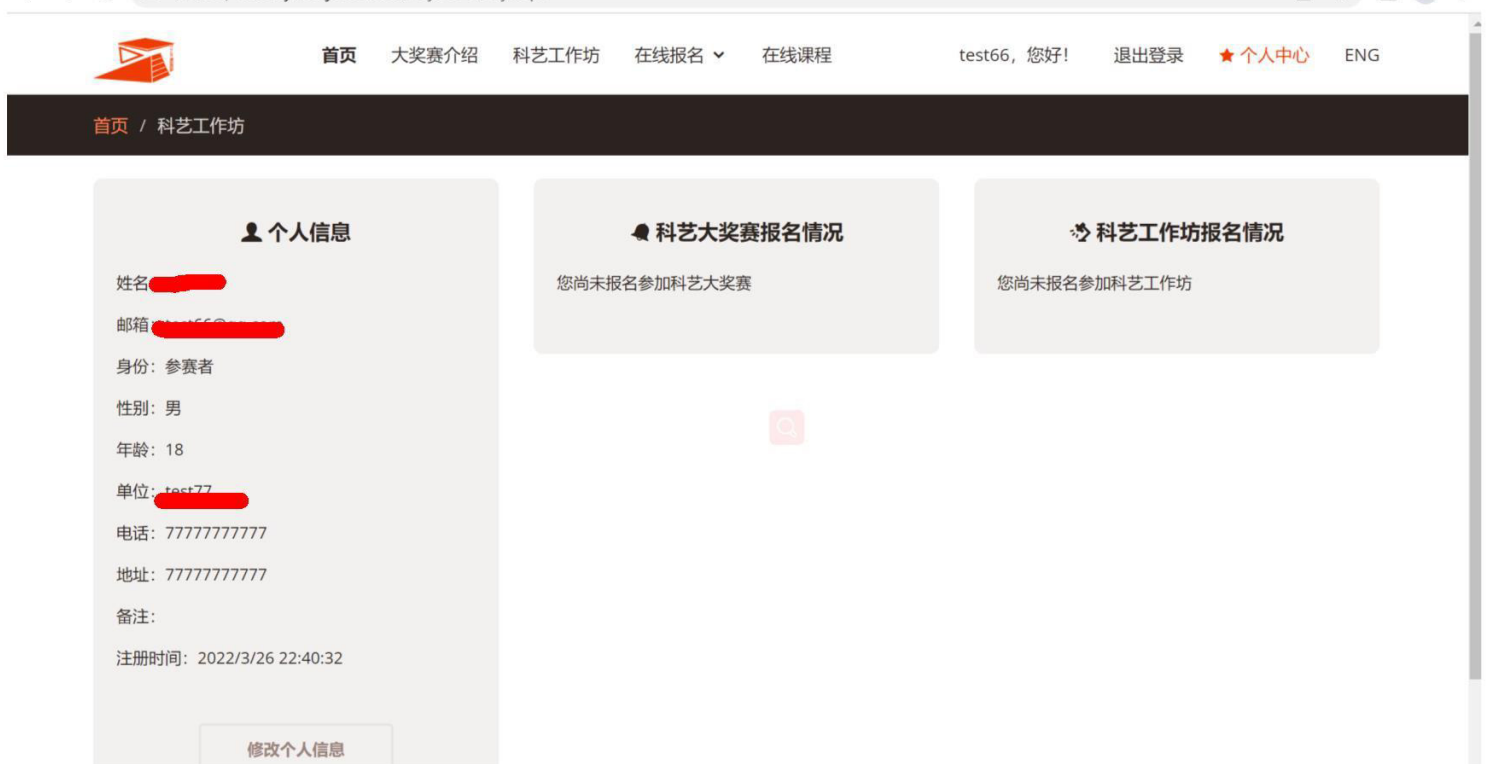 首页 大奖赛介绍 科艺工作坊 在线报名 在线课程 test66，您好！ 退出登录 个人中心 ENG
首页 / 科艺工作坊
个人信息
姓名
邮箱
身份：参赛者
性别：男
年龄：18
单位：test77
电话：77777777777
地址：77777777777
备注：
注册时间：2022/3/26 22:40:32
修改个人信息
科艺大奖赛报名情况
您尚未报名参加科艺大奖赛
科艺工作坊报名情况
您尚未报名参加科艺工作坊